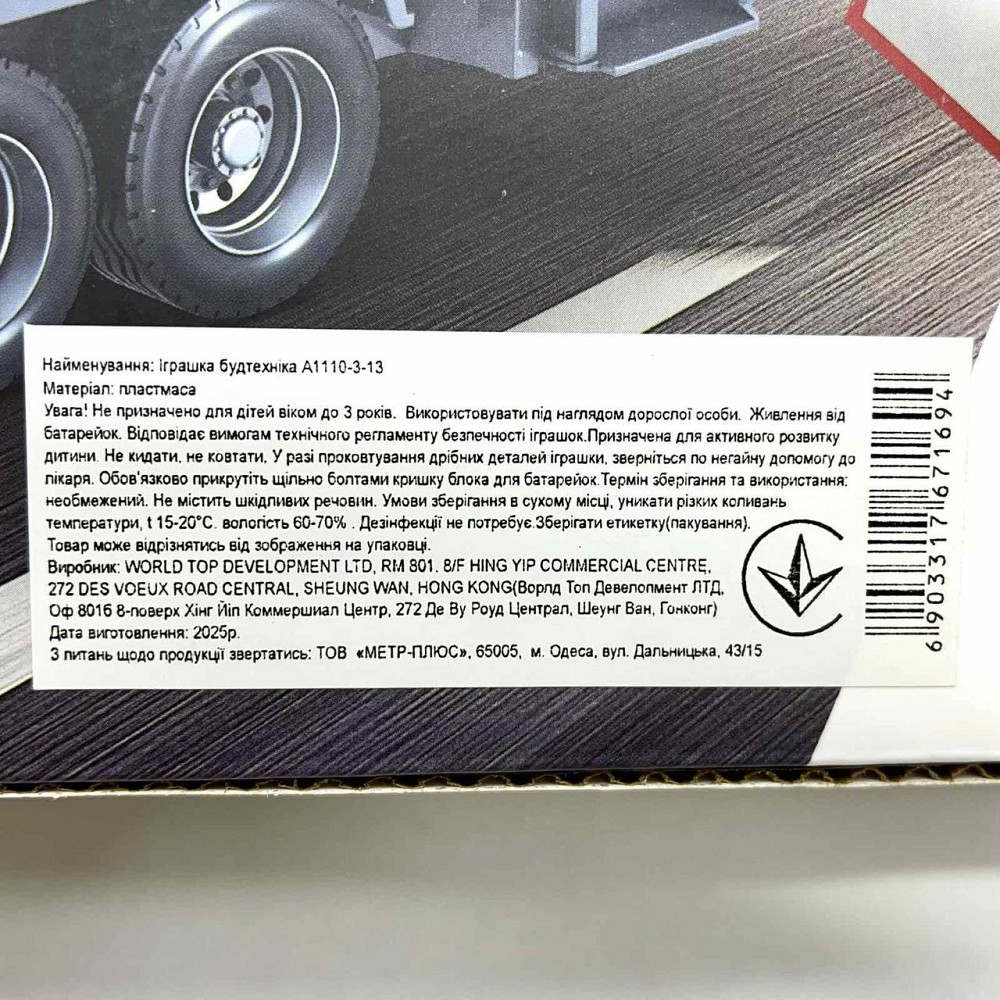 Найменування: іграшка будтехніка A1110-3-13
Матеріал: пластмаса
Увага! Не призначено для дітей віком до 3 років. Використовувати під наглядом дорослої особи. Живлення від
батарейок. Відповідає вимогам технічного регламенту безпечності іграшок.Призначена для активного розвитку
дитини. Не кидати, не ковтати. У разі проковтування дрібних деталей іграшки, зверніться по негайну допомогу до
лікаря. Обов'язково прикрутіть щільно болтами кришку блока для батарейок.Термін зберігання та використання:
необмежений. Не містить шкідливих речовин. Умови зберігання в сухому місці, уникати різких коливань
температури, t 15-20°C. вологість 60-70% . Дезінфекції не потребує.Зберігати етикетку(пакування).
Товар може відрізнятись від зображення на упаковці.
Виробник: WORLD TOP DEVELOPMENT LTD, RM 801. 8/F HING YIP COMMERCIAL CENTRE,
272 DES VOEUX ROAD CENTRAL, SHEUNG WAN, HONG KONG(Ворлд Топ Девелопмент ЛТД,
Оф 8016 8-поверх Хінг Йіп Коммершиал Центр, 272 Де Ву Роуд Централ, Шеунг Ван, Гонконг)
Дата виготовлення: 2025р.
З питань щодо продукції звертатись: ТОВ «МЕТР-ПЛЮС», 65005, м. Одеса, вул. Дальницька, 43/15
6903317671694